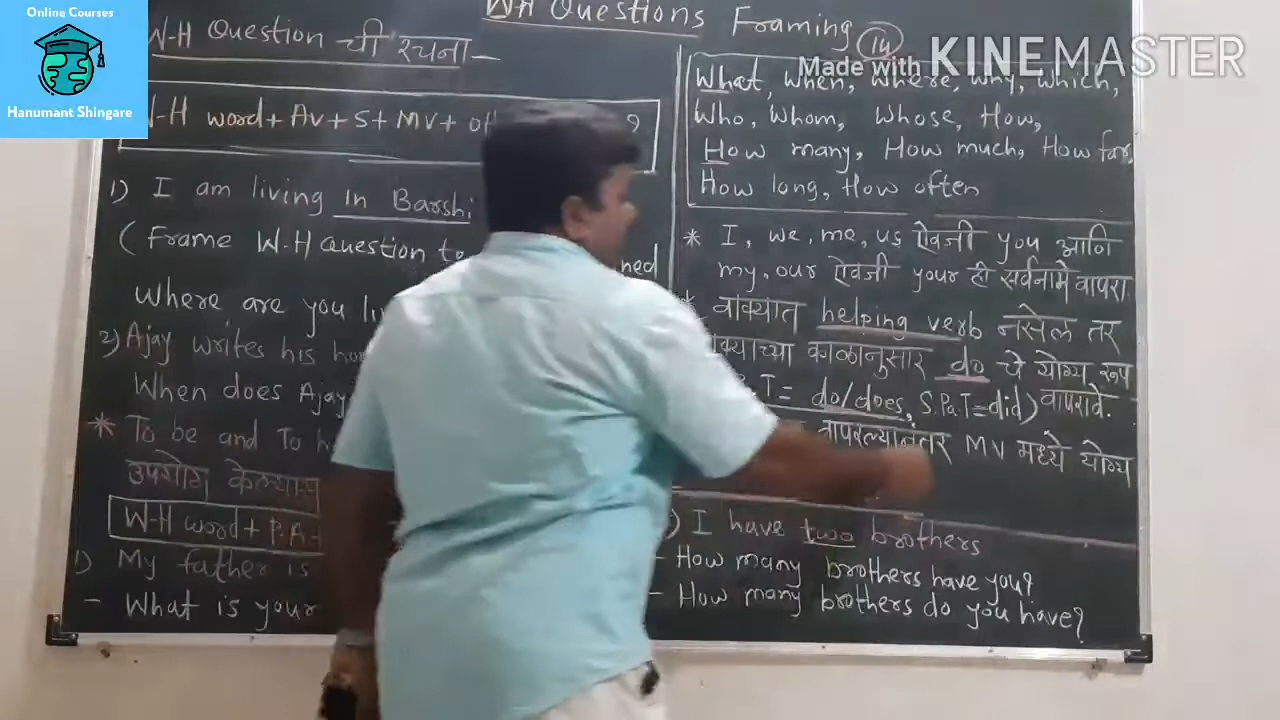 Online Courses
Hanumant Shingare
WH Questions Framing 14
Made with KINEMASTER
W-H Question ची रचना -
W-H word + AV + S + MV + ot ?
1) I am living in Barshi
(Frame W-H Question to ned
Where are you li
2) Ajay writes his ho
When does Ajay
* To be and To h
उपयोग केल्यास
W-H word + P.A.
1) My father is
- What is your
What, When, Where, Why, Which,
Who, Whom, Whose, How,
How many, How much, How far,
How long, How often
* I, we, me, us ऐवजी you आणि
my, our ऐवजी your ही सर्वनामे वापरा
* वाक्यात helping verb नसेल तर
क्याच्या काळानुसार do चे योग्य रूप
.T = do/does, S.Pa.T = did) वापरावे.
वापरल्यानंतर MV मध्ये योग्य
) I have two brothers
- How many brothers have you?
- How many brothers do you have?